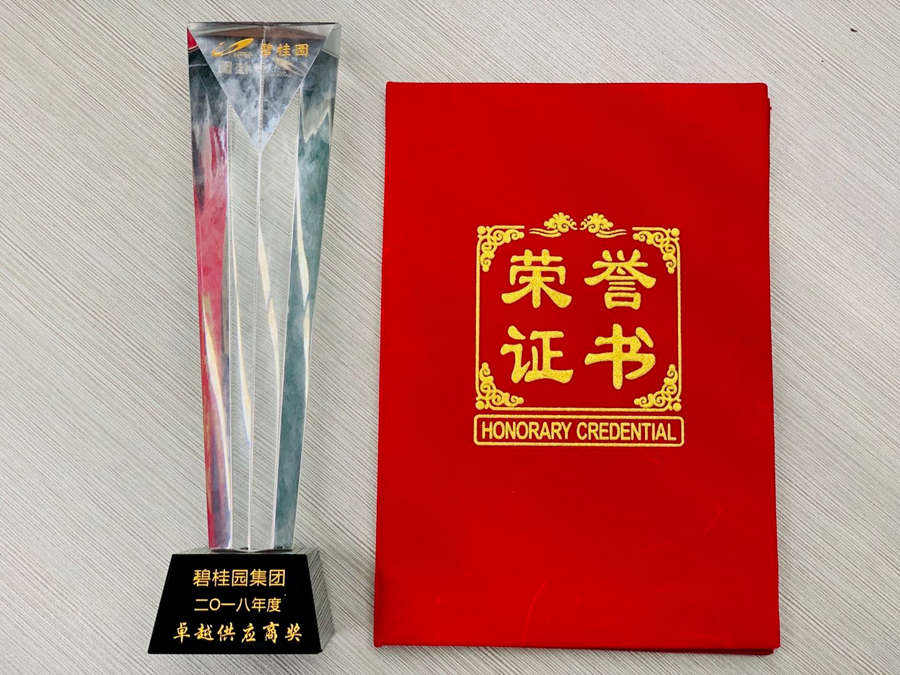 碧桂园
碧桂园集团
二〇一八年度
卓越供应商奖
荣誉
证书
HONORARY CREDENTIAL